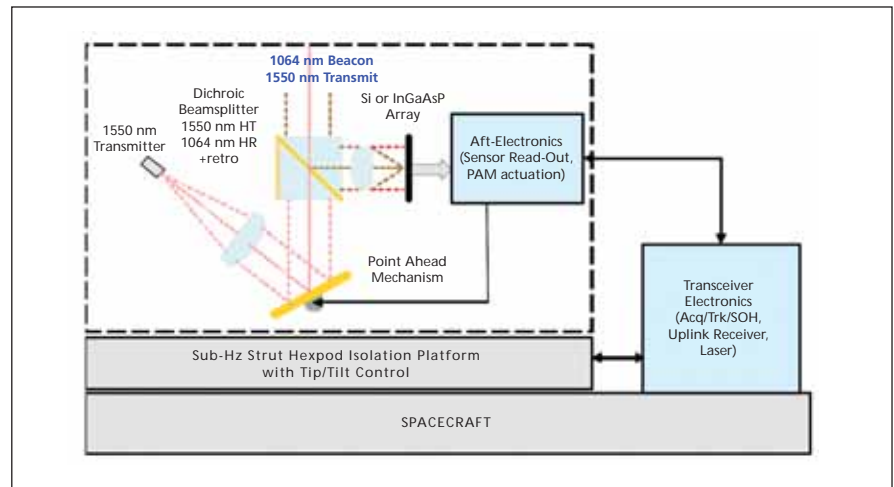 1064 nm Beacon
1550 nm Transmit
Dichroic
Beamsplitter
1550 nm HT
1064 nm HR
+retro
Si or InGaAsP
Array
1550 nm
Transmitter
Aft-Electronics
(Sensor Read-Out,
PAM actuation)
Point Ahead
Mechanism
Transceiver
Electronics
(Acq/Trk/SOH,
Uplink Receiver,
Laser)
Sub-Hz Strut Hexpod Isolation Platform
with Tip/Tilt Control
SPACECRAFT